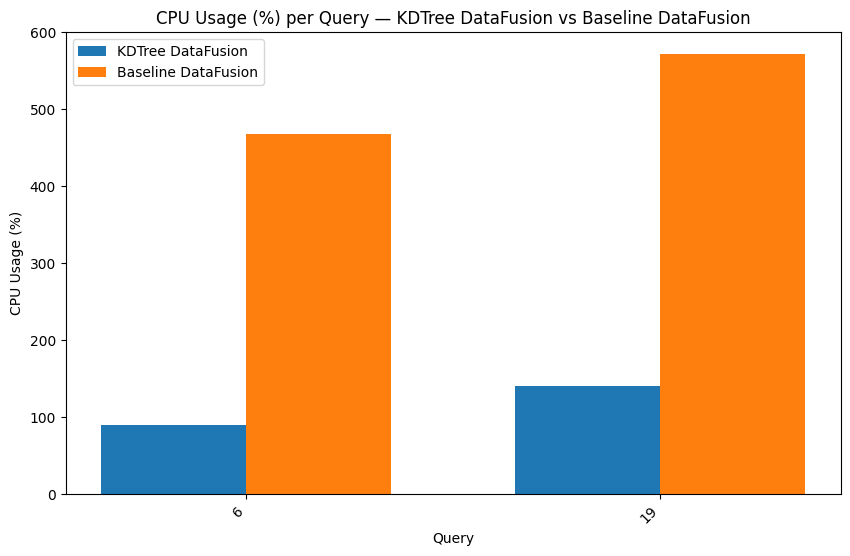 CPU Usage (%) per Query — KDTree DataFusion vs Baseline DataFusion
KDTree DataFusion
Baseline DataFusion
CPU Usage (%)
600
500
400
300
200
100
0
6
19
Query